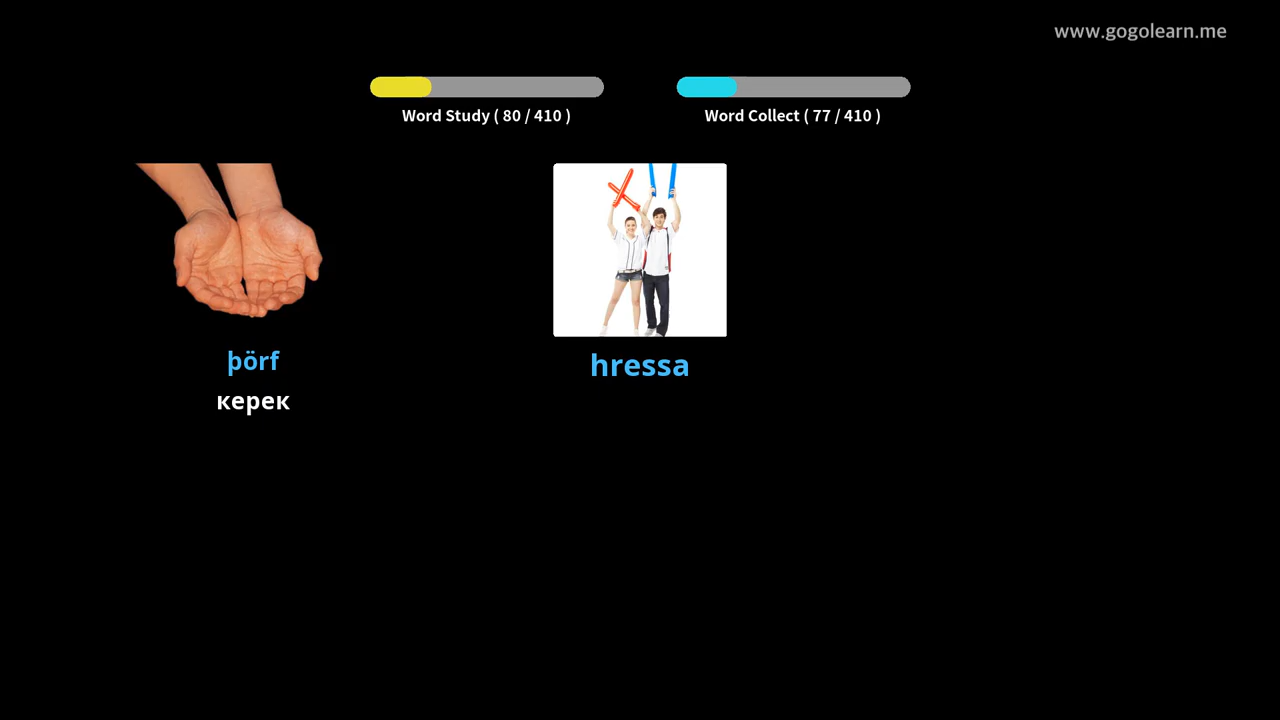 www.gogolearn.me
Word Study ( 80 / 410 )
Word Collect ( 77 / 410 )
þörf
керек
hressa